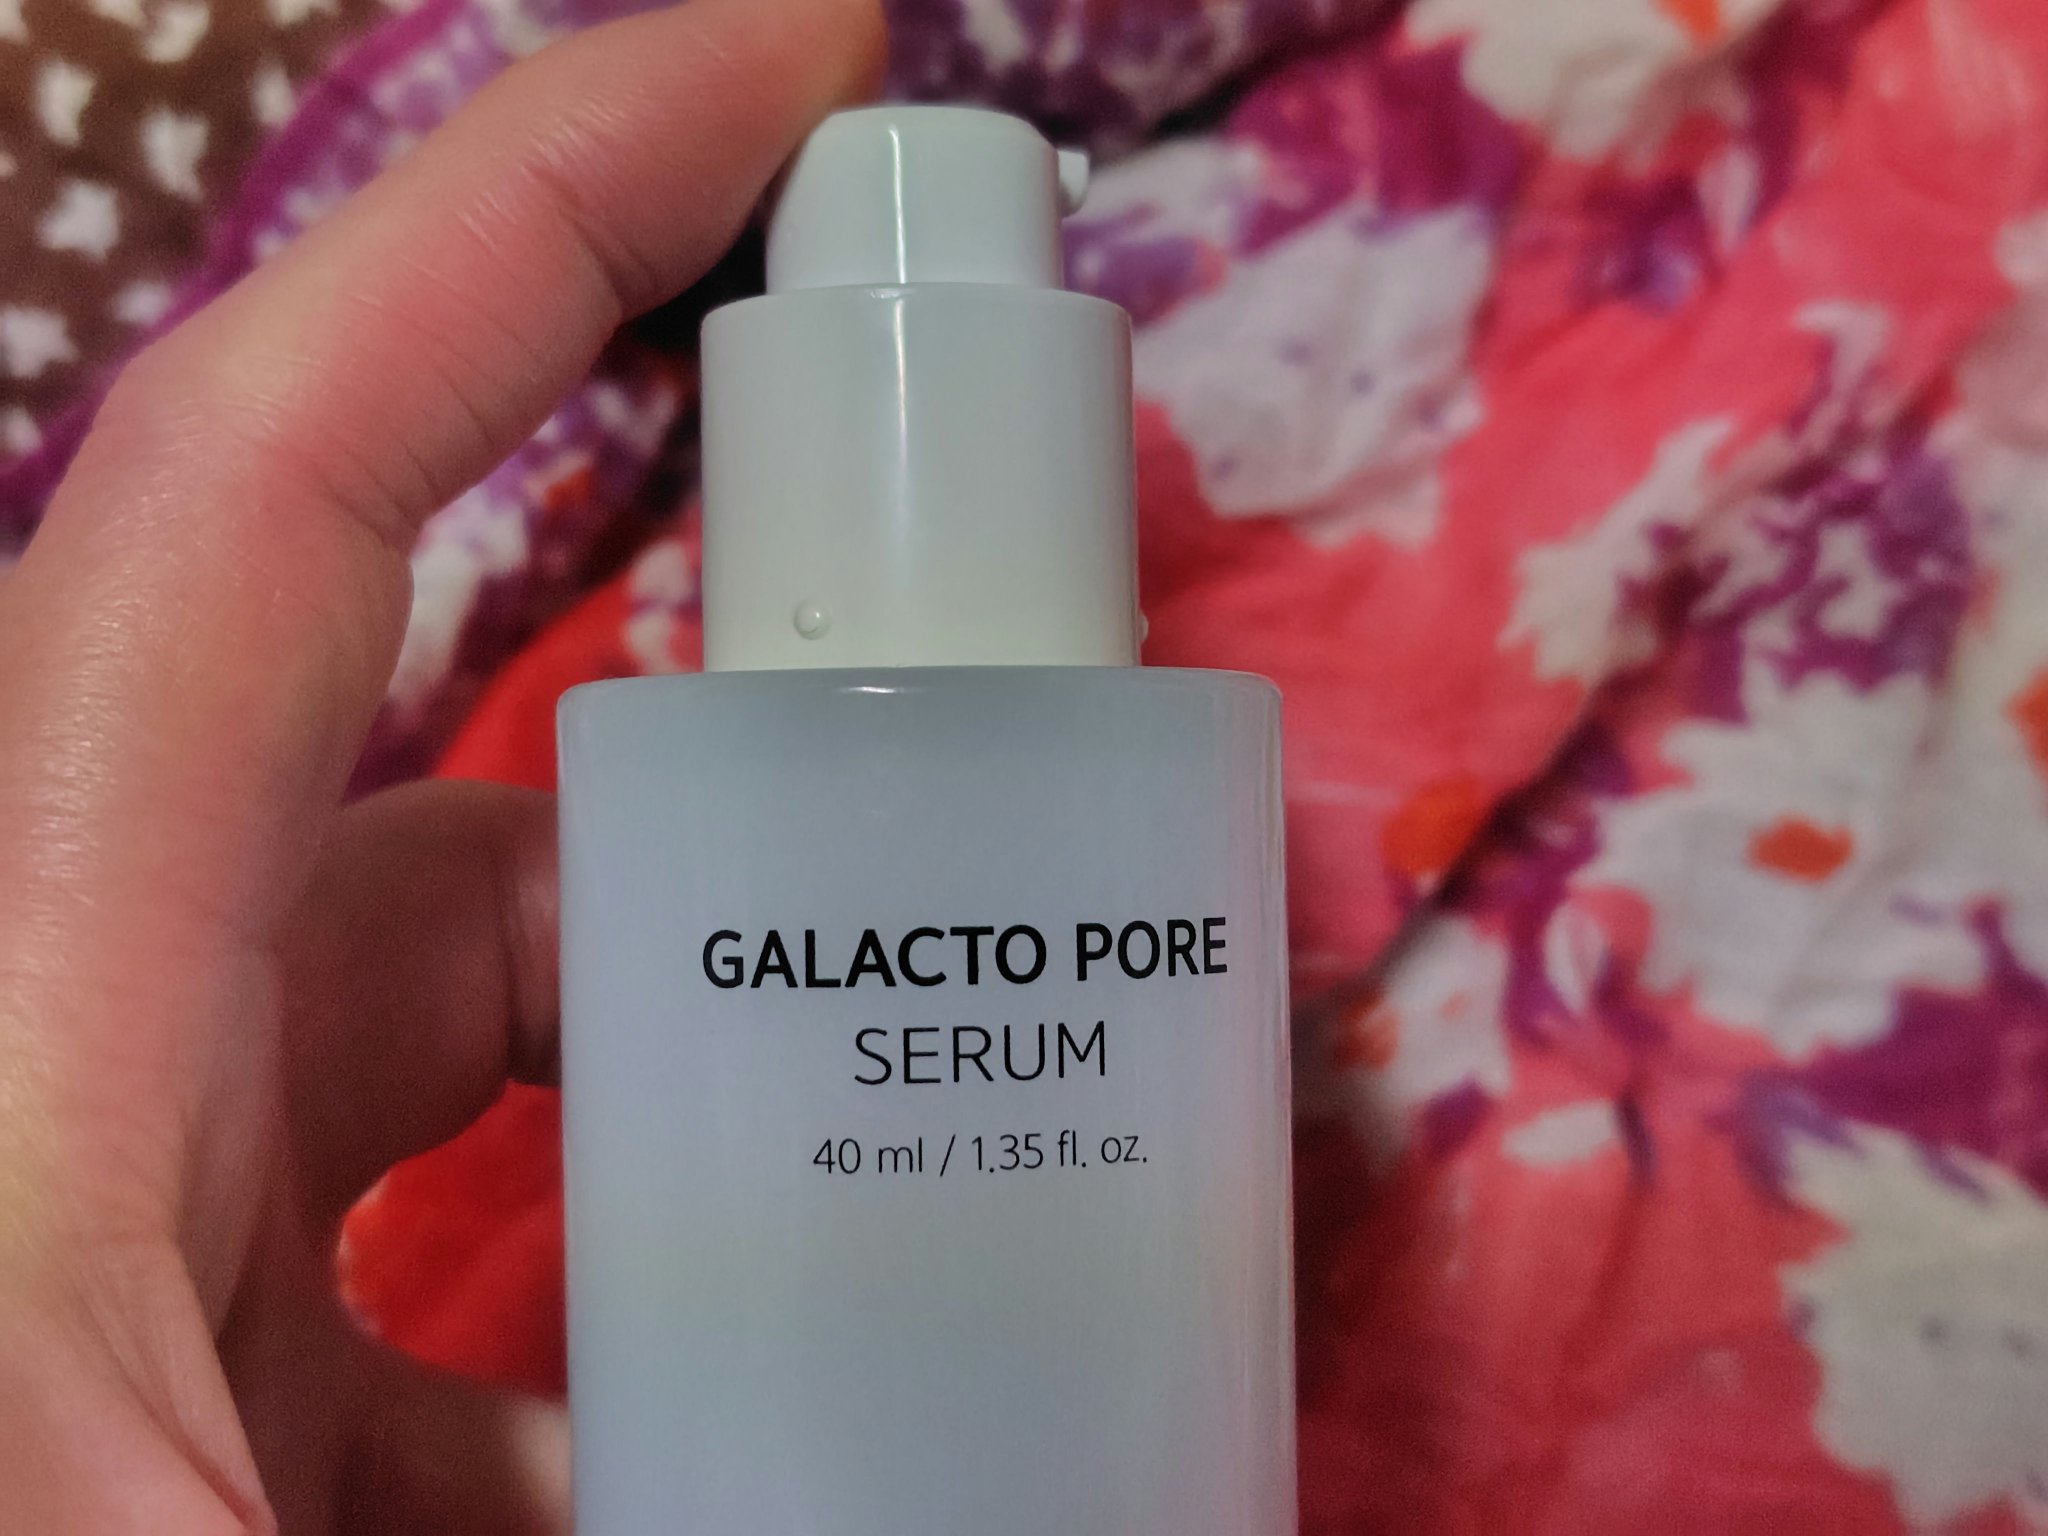 GALACTO PORE
SERUM
40 ml / 1.35 fl. oz.